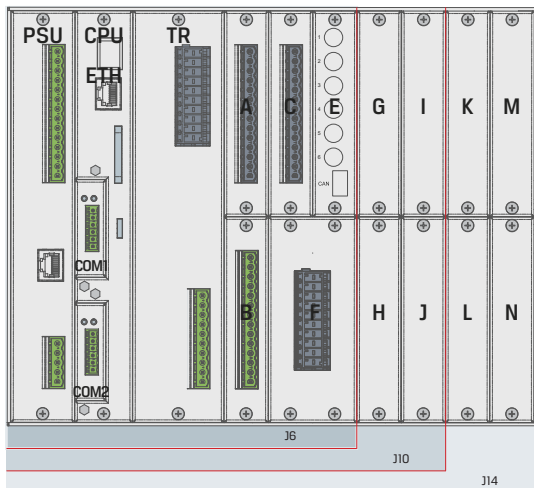 PSU CPU TR
ETH
A C E G I K M
1
2
3
4
5
6
CAN
COM1
B F H J L N
COM2
J6
J10
J14